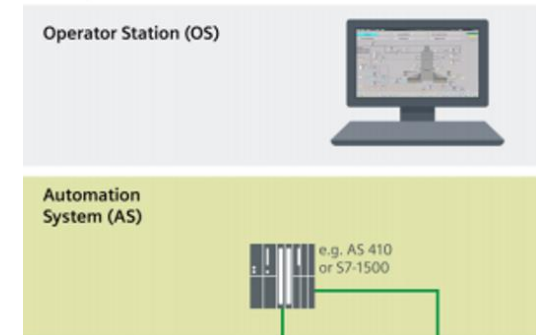 Operator Station (OS)
Automation
System (AS)
e.g. AS 410
or S7-1500